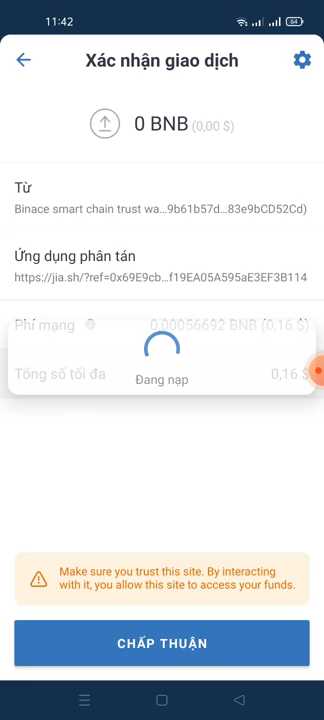 11:42
64
Xác nhận giao dịch
0 BNB (0,00 $)
Từ
Binace smart chain trust wa...9b61b57d...83e9bCD52Cd)
Ứng dụng phân tán
https://jia.sh/?ref=0x69E9cb...f19EA05A595aE3EF3B114
Phí mạng 0,00056692 BNB (0,16 $)
Đang nạp
Tổng số tối đa 0,16 $
Make sure you trust this site. By interacting
with it, you allow this site to access your funds.
CHẤP THUẬN